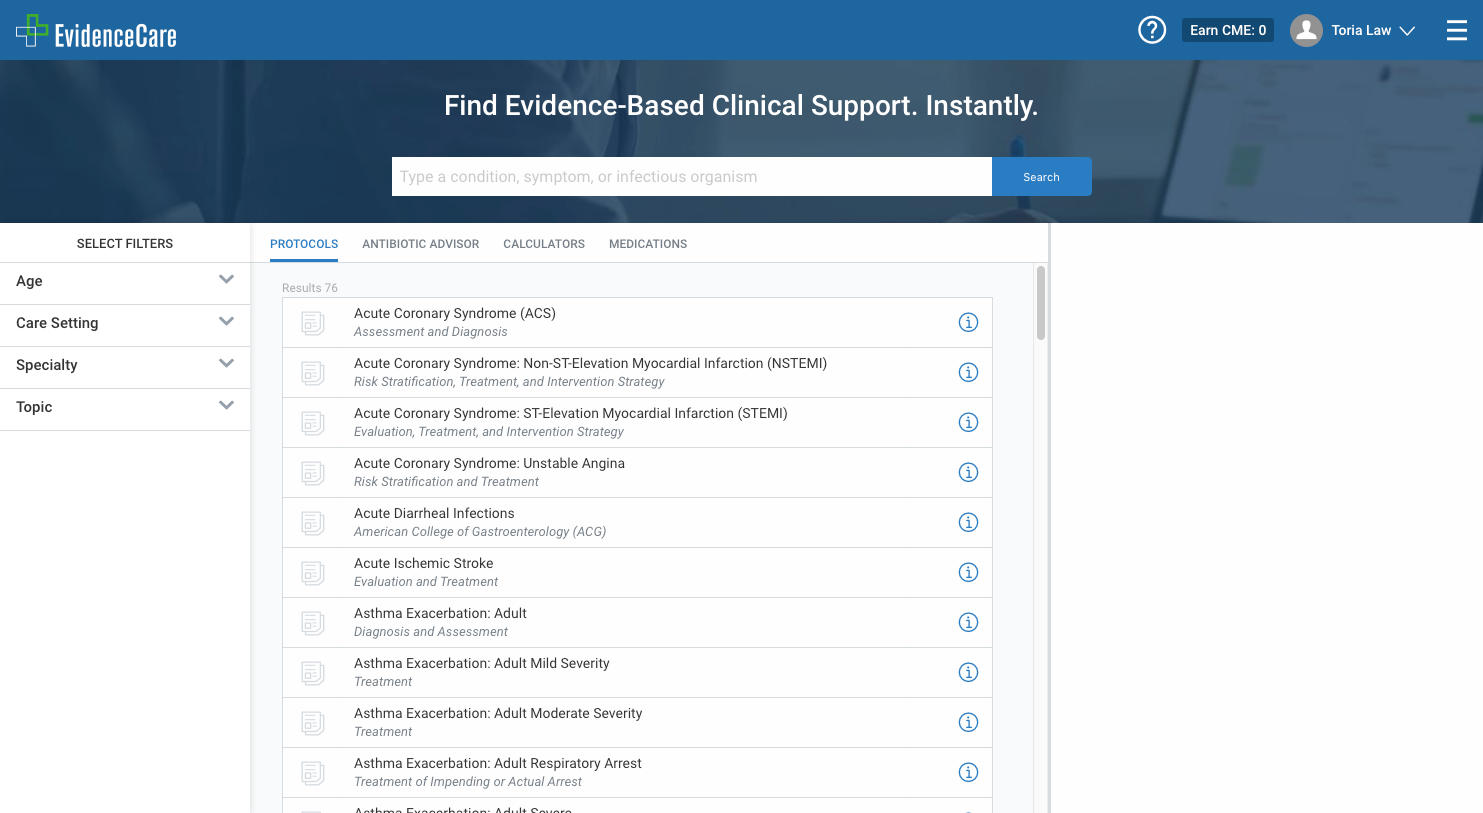 EvidenceCare
Earn CME: 0
Toria Law
Find Evidence-Based Clinical Support. Instantly.
Type a condition, symptom, or infectious organism
Search
SELECT FILTERS
Age
Care Setting
Specialty
Topic
PROTOCOLS
ANTIBIOTIC ADVISOR
CALCULATORS
MEDICATIONS
Results 76
Acute Coronary Syndrome (ACS)
Assessment and Diagnosis
Acute Coronary Syndrome: Non-ST-Elevation Myocardial Infarction (NSTEMI)
Risk Stratification, Treatment, and Intervention Strategy
Acute Coronary Syndrome: ST-Elevation Myocardial Infarction (STEMI)
Evaluation, Treatment, and Intervention Strategy
Acute Coronary Syndrome: Unstable Angina
Risk Stratification and Treatment
Acute Diarrheal Infections
American College of Gastroenterology (ACG)
Acute Ischemic Stroke
Evaluation and Treatment
Asthma Exacerbation: Adult
Diagnosis and Assessment
Asthma Exacerbation: Adult Mild Severity
Treatment
Asthma Exacerbation: Adult Moderate Severity
Treatment
Asthma Exacerbation: Adult Respiratory Arrest
Treatment of Impending or Actual Arrest
Asthma Exacerbation: Adult Severe